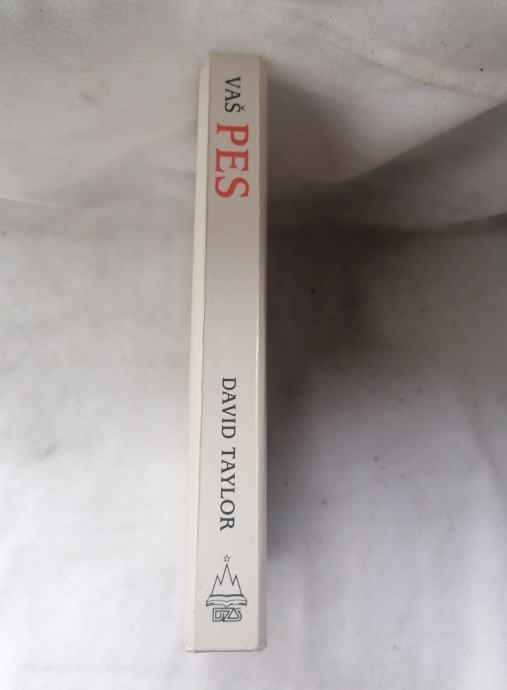 VAŠ PES
DAVID TAYLOR
DZS